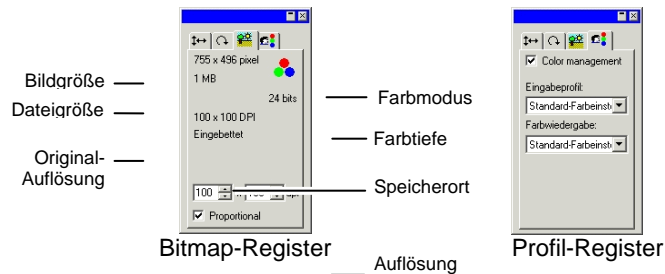 755 x 496 pixel
1 MB
24 bits
100 x 100 DPI
Eingebettet
100
Proportional
Bildgröße
Dateigröße
Original-
Auflösung
Farbmodus
Farbtiefe
Speicherort
Auflösung
Bitmap-Register
Color management
Eingabeprofil:
Standard-Farbeinst
Farbwiedergabe:
Standard-Farbeinst
Profil-Register